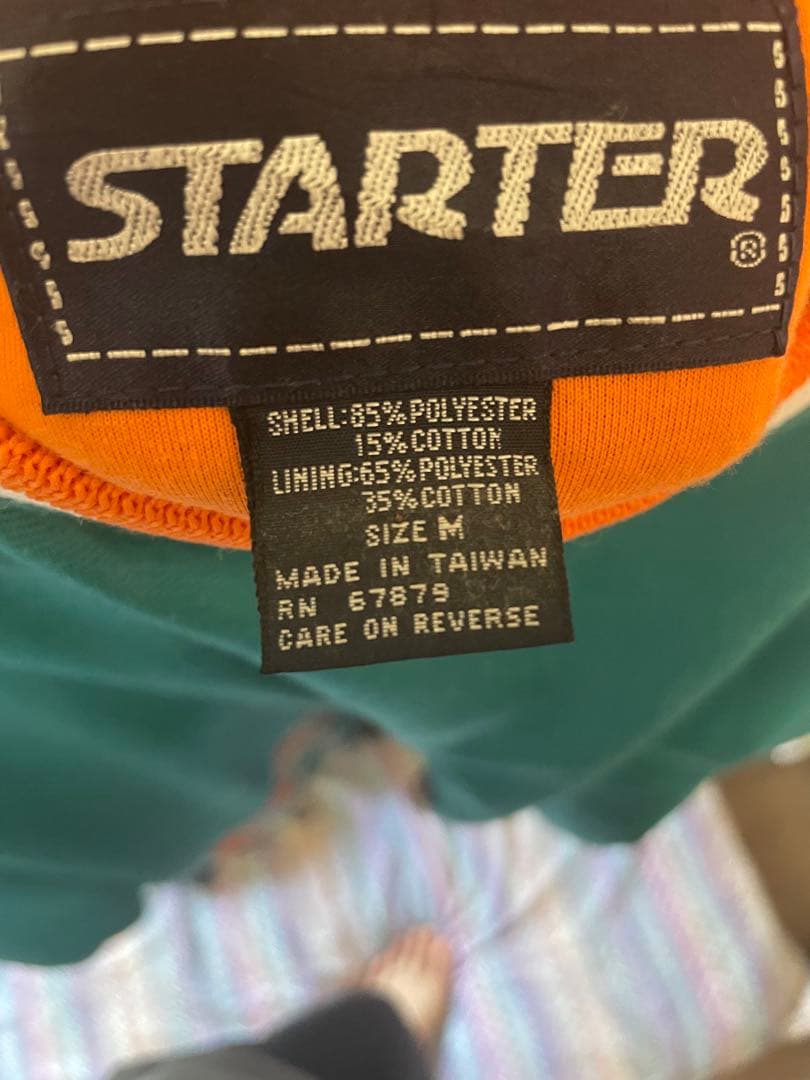 STARTER
®
SHELL:85%POLYESTER
15%COTTON
LINING:65%POLYESTER
35%COTTON
SIZE M
MADE IN TAIWAN
RN 67879
CARE ON REVERSE